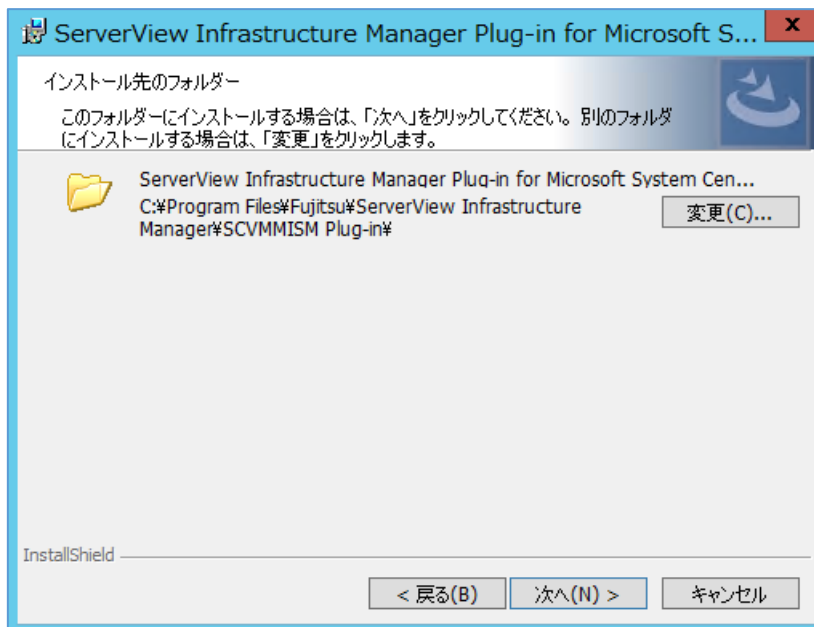 ServerView Infrastructure Manager Plug-in for Microsoft S...
x
インストール先のフォルダー
このフォルダーにインストールする場合は、「次へ」をクリックしてください。別のフォルダ
にインストールする場合は、「変更」をクリックします。
ServerView Infrastructure Manager Plug-in for Microsoft System Cen...
C:¥Program Files¥Fujitsu¥ServerView Infrastructure
Manager¥SCVMMISM Plug-in¥
変更(C)...
InstallShield
< 戻る(B)
次へ(N) >
キャンセル